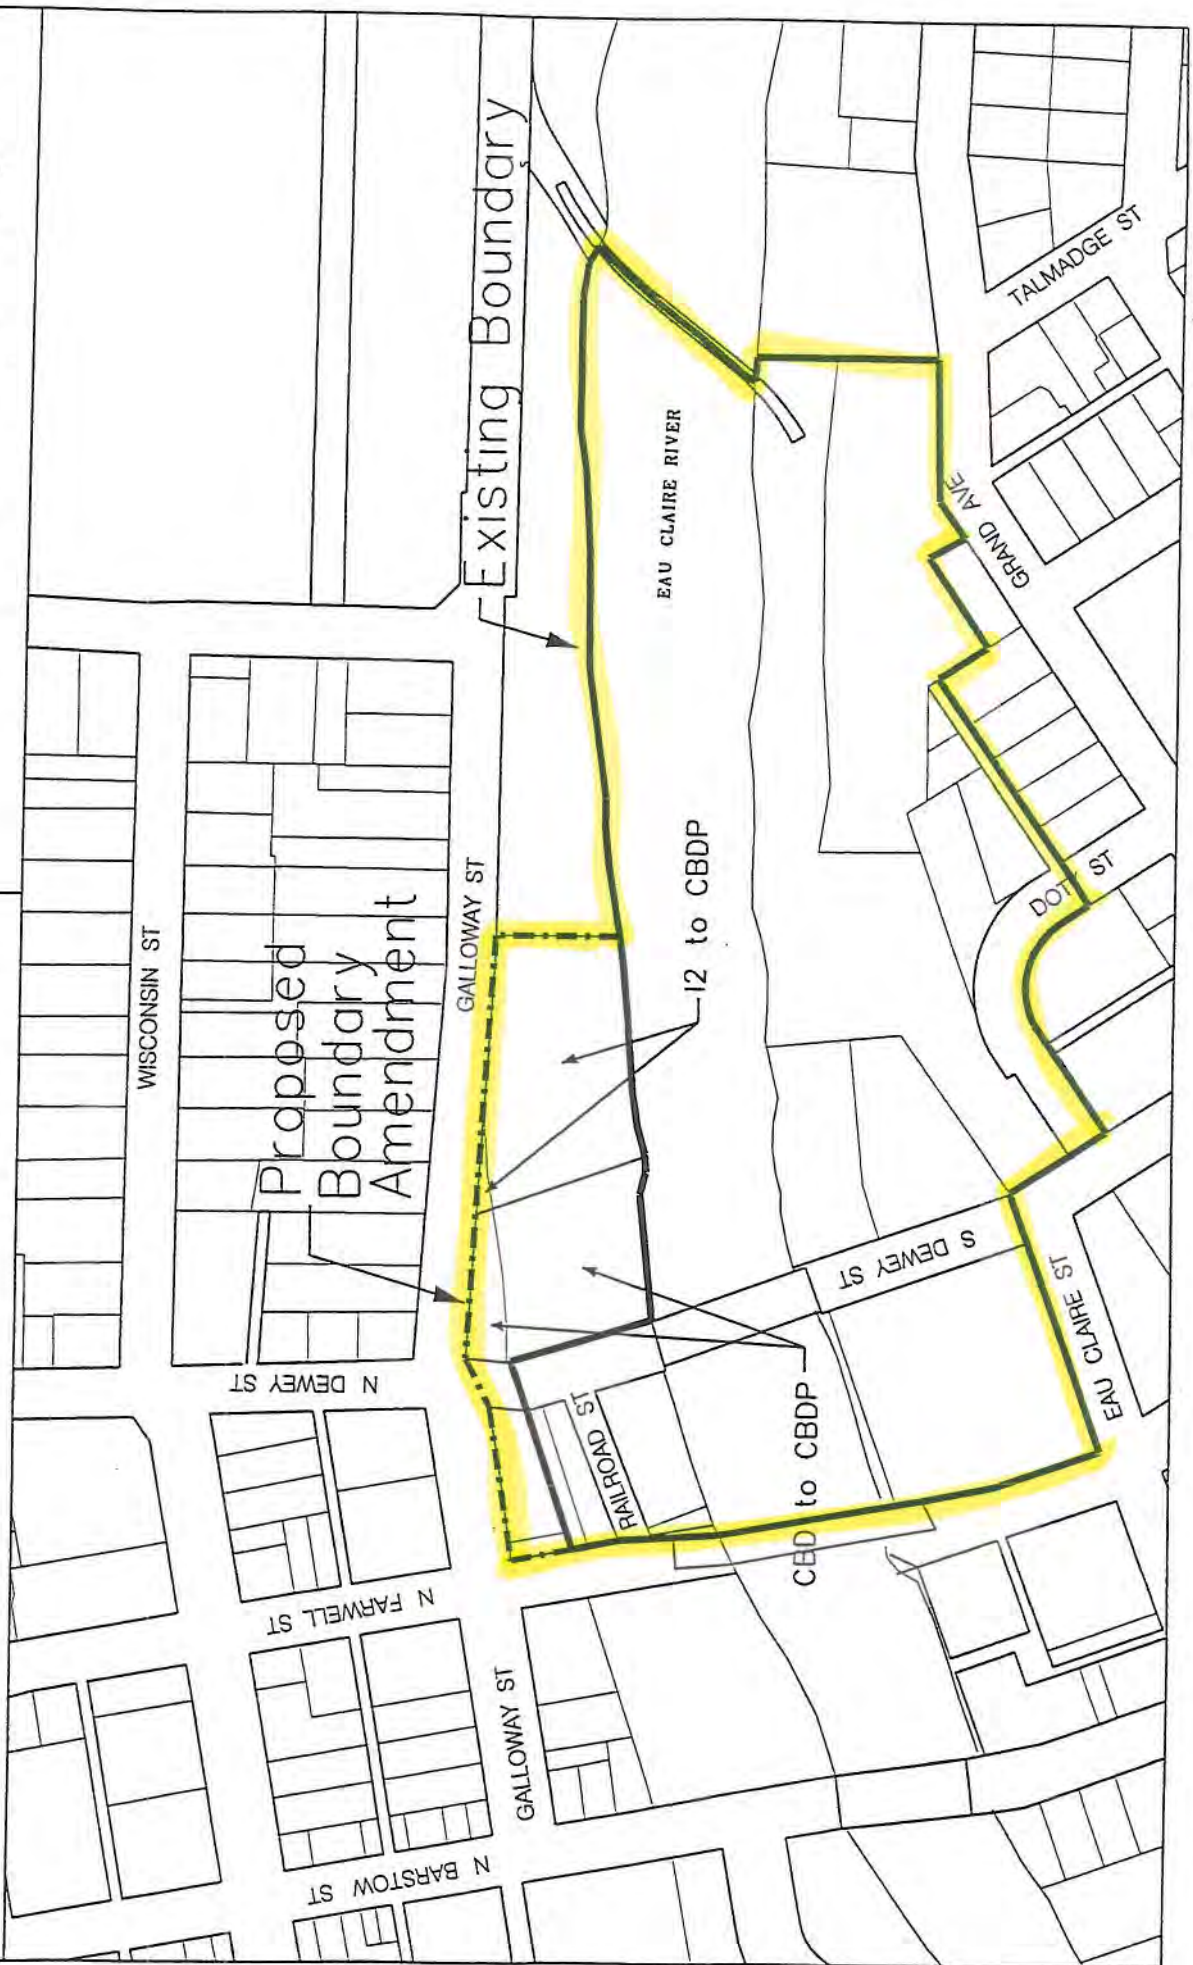 Existing Boundary
TALMADGE ST
EAU CLAIRE RIVER
GRAND AVE
WISCONSIN ST
GALLOWAY ST
Proposed
Boundary
Amendment
I2 to CBDP
DOTY ST
S DEWEY ST
EAU CLAIRE ST
N DEWEY ST
RAILROAD ST
CBD to CBDP
N FARWELL ST
GALLOWAY ST
N BARSTOW ST